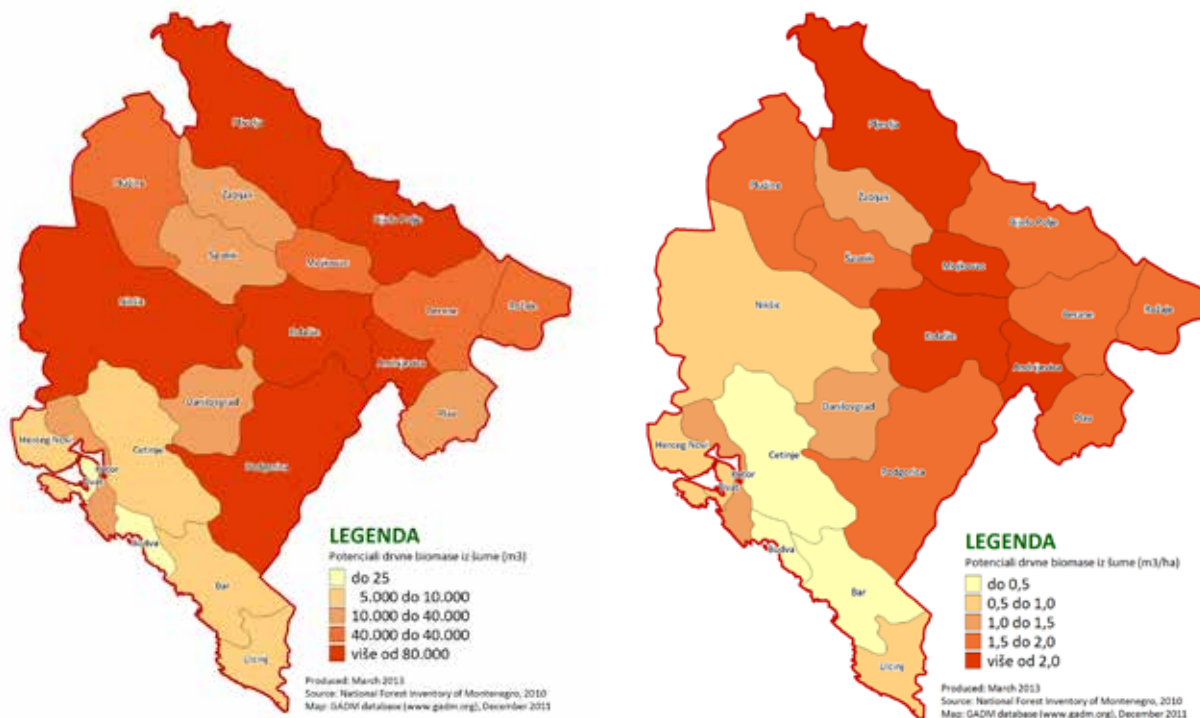 Pljevlja
Plužine
Žabljak
Bijelo Polje
Šavnik
Mojkovac
Nikšić
Berane
Rožaje
Kolašin
Andrijevica
Danilovgrad
Plav
Herceg Novi
Cetinje
Kotor
Tivat
Podgorica
Budva
Bar
Ulcinj
LEGENDA
Potenciali drvne biomase iz šume (m3)
do 25
5.000 do 10.000
10.000 do 40.000
40.000 do 40.000
više od 80.000
Produced: March 2013
Source: National Forest Inventory of Montenegro, 2010
Map: GADM database (www.gadm.org), December 2011
Pljevlja
Plužine
Žabljak
Bijelo Polje
Šavnik
Mojkovac
Nikšić
Berane
Rožaje
Kolašin
Andrijevica
Danilovgrad
Plav
Herceg Novi
Cetinje
Kotor
Tivat
Podgorica
Budva
Bar
Ulcinj
LEGENDA
Potenciali drvne biomase iz šume (m3/ha)
do 0,5
0,5 do 1,0
1,0 do 1,5
1,5 do 2,0
više od 2,0
Produced: March 2013
Source: National Forest Inventory of Montenegro, 2010
Map: GADM database (www.gadm.org), December 2011